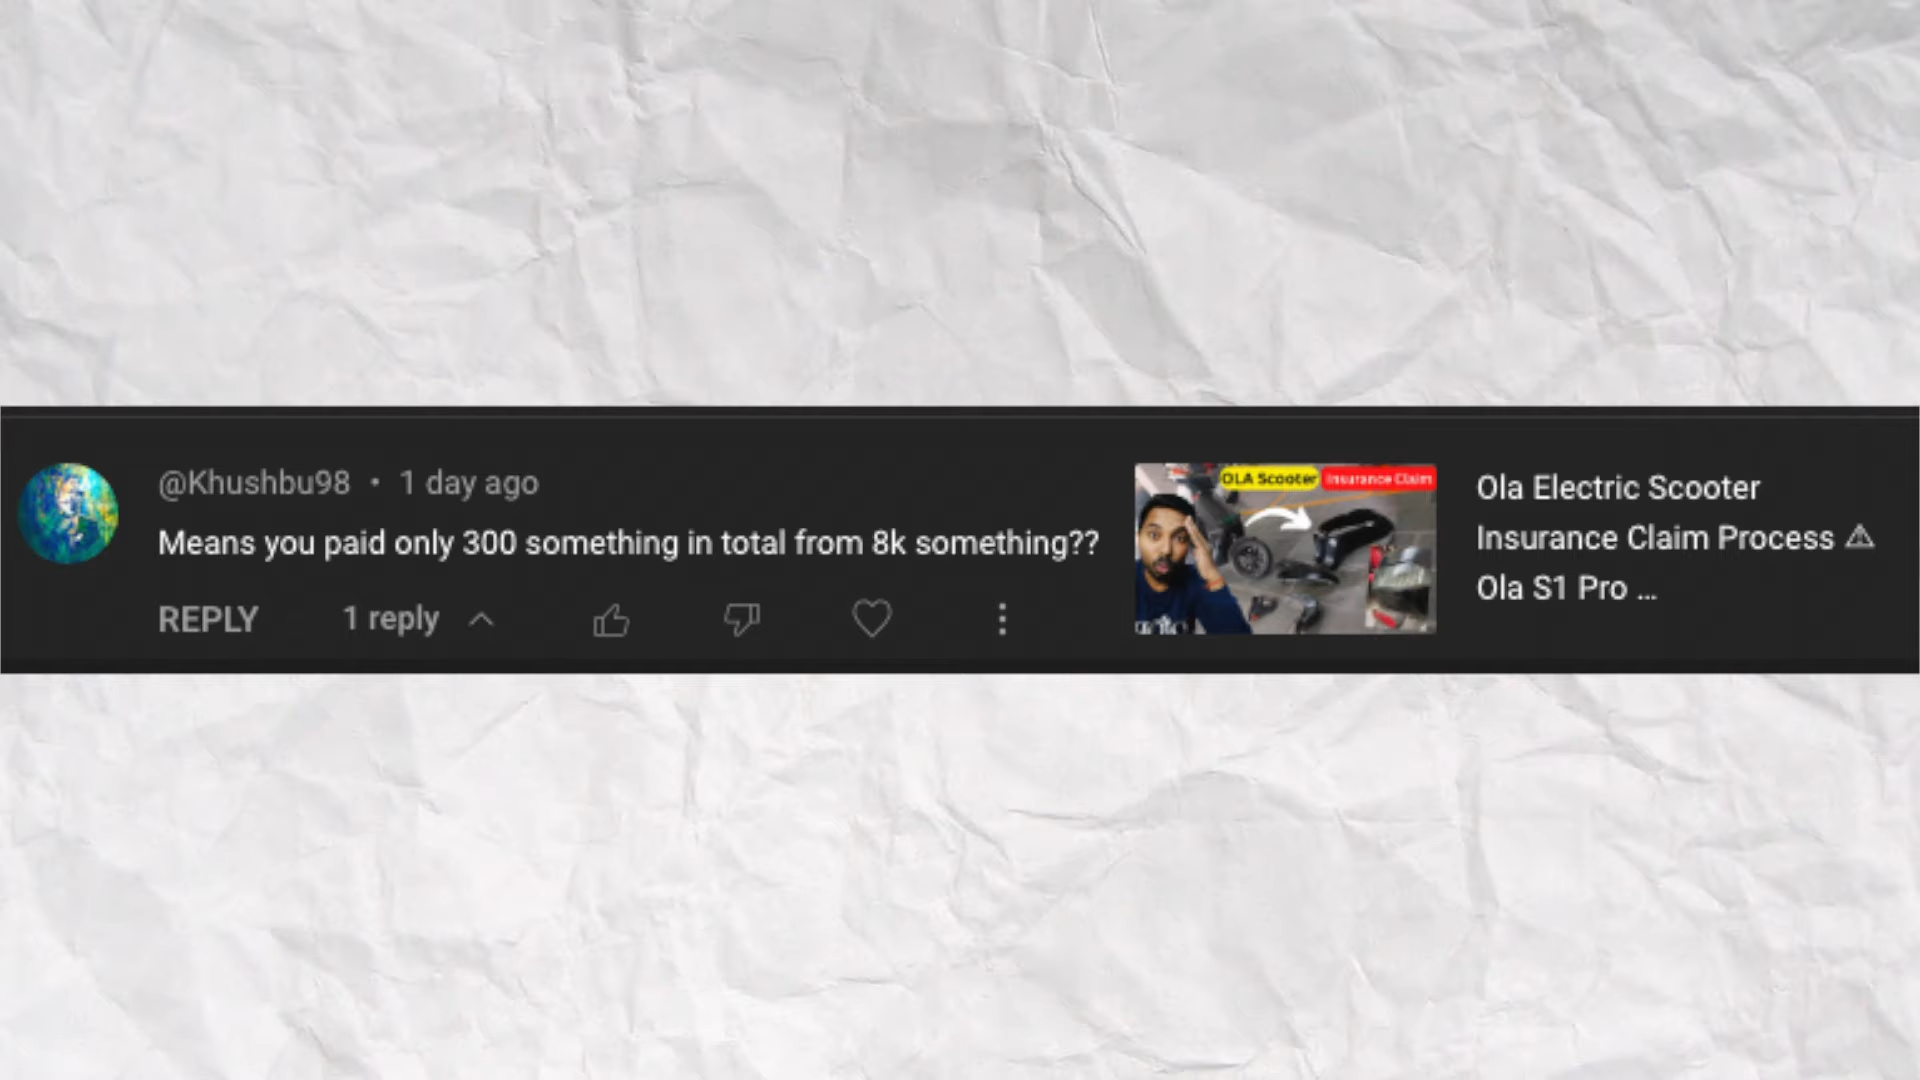 @Khushbu98 • 1 day ago
Means you paid only 300 something in total from 8k something??
REPLY 1 reply
OLA Scooter Insurance Claim
Ola Electric Scooter
Insurance Claim Process ⚠
Ola S1 Pro ...